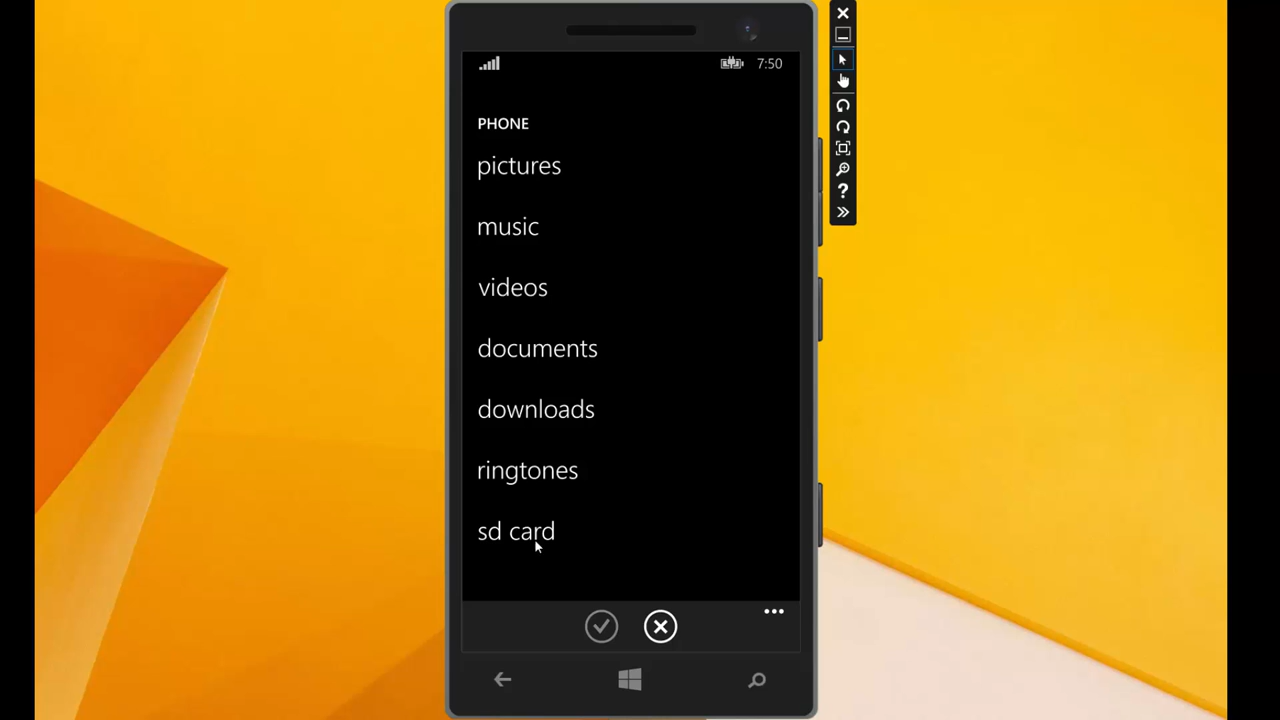 7:50
PHONE
pictures
music
videos
documents
downloads
ringtones
sd card